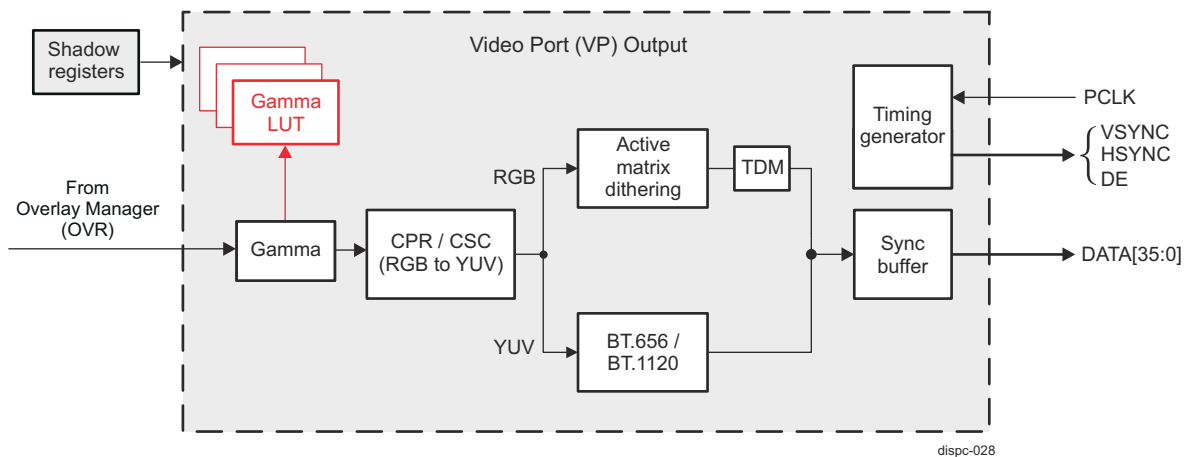 Video Port (VP) Output
Shadow
registers
Gamma
LUT
From
Overlay Manager
(OVR)
Gamma
CPR / CSC
(RGB to YUV)
RGB
YUV
Active
matrix
dithering
TDM
BT.656 /
BT.1120
Timing
generator
PCLK
VSYNC
HSYNC
DE
Sync
buffer
DATA[35:0]
dispc-028